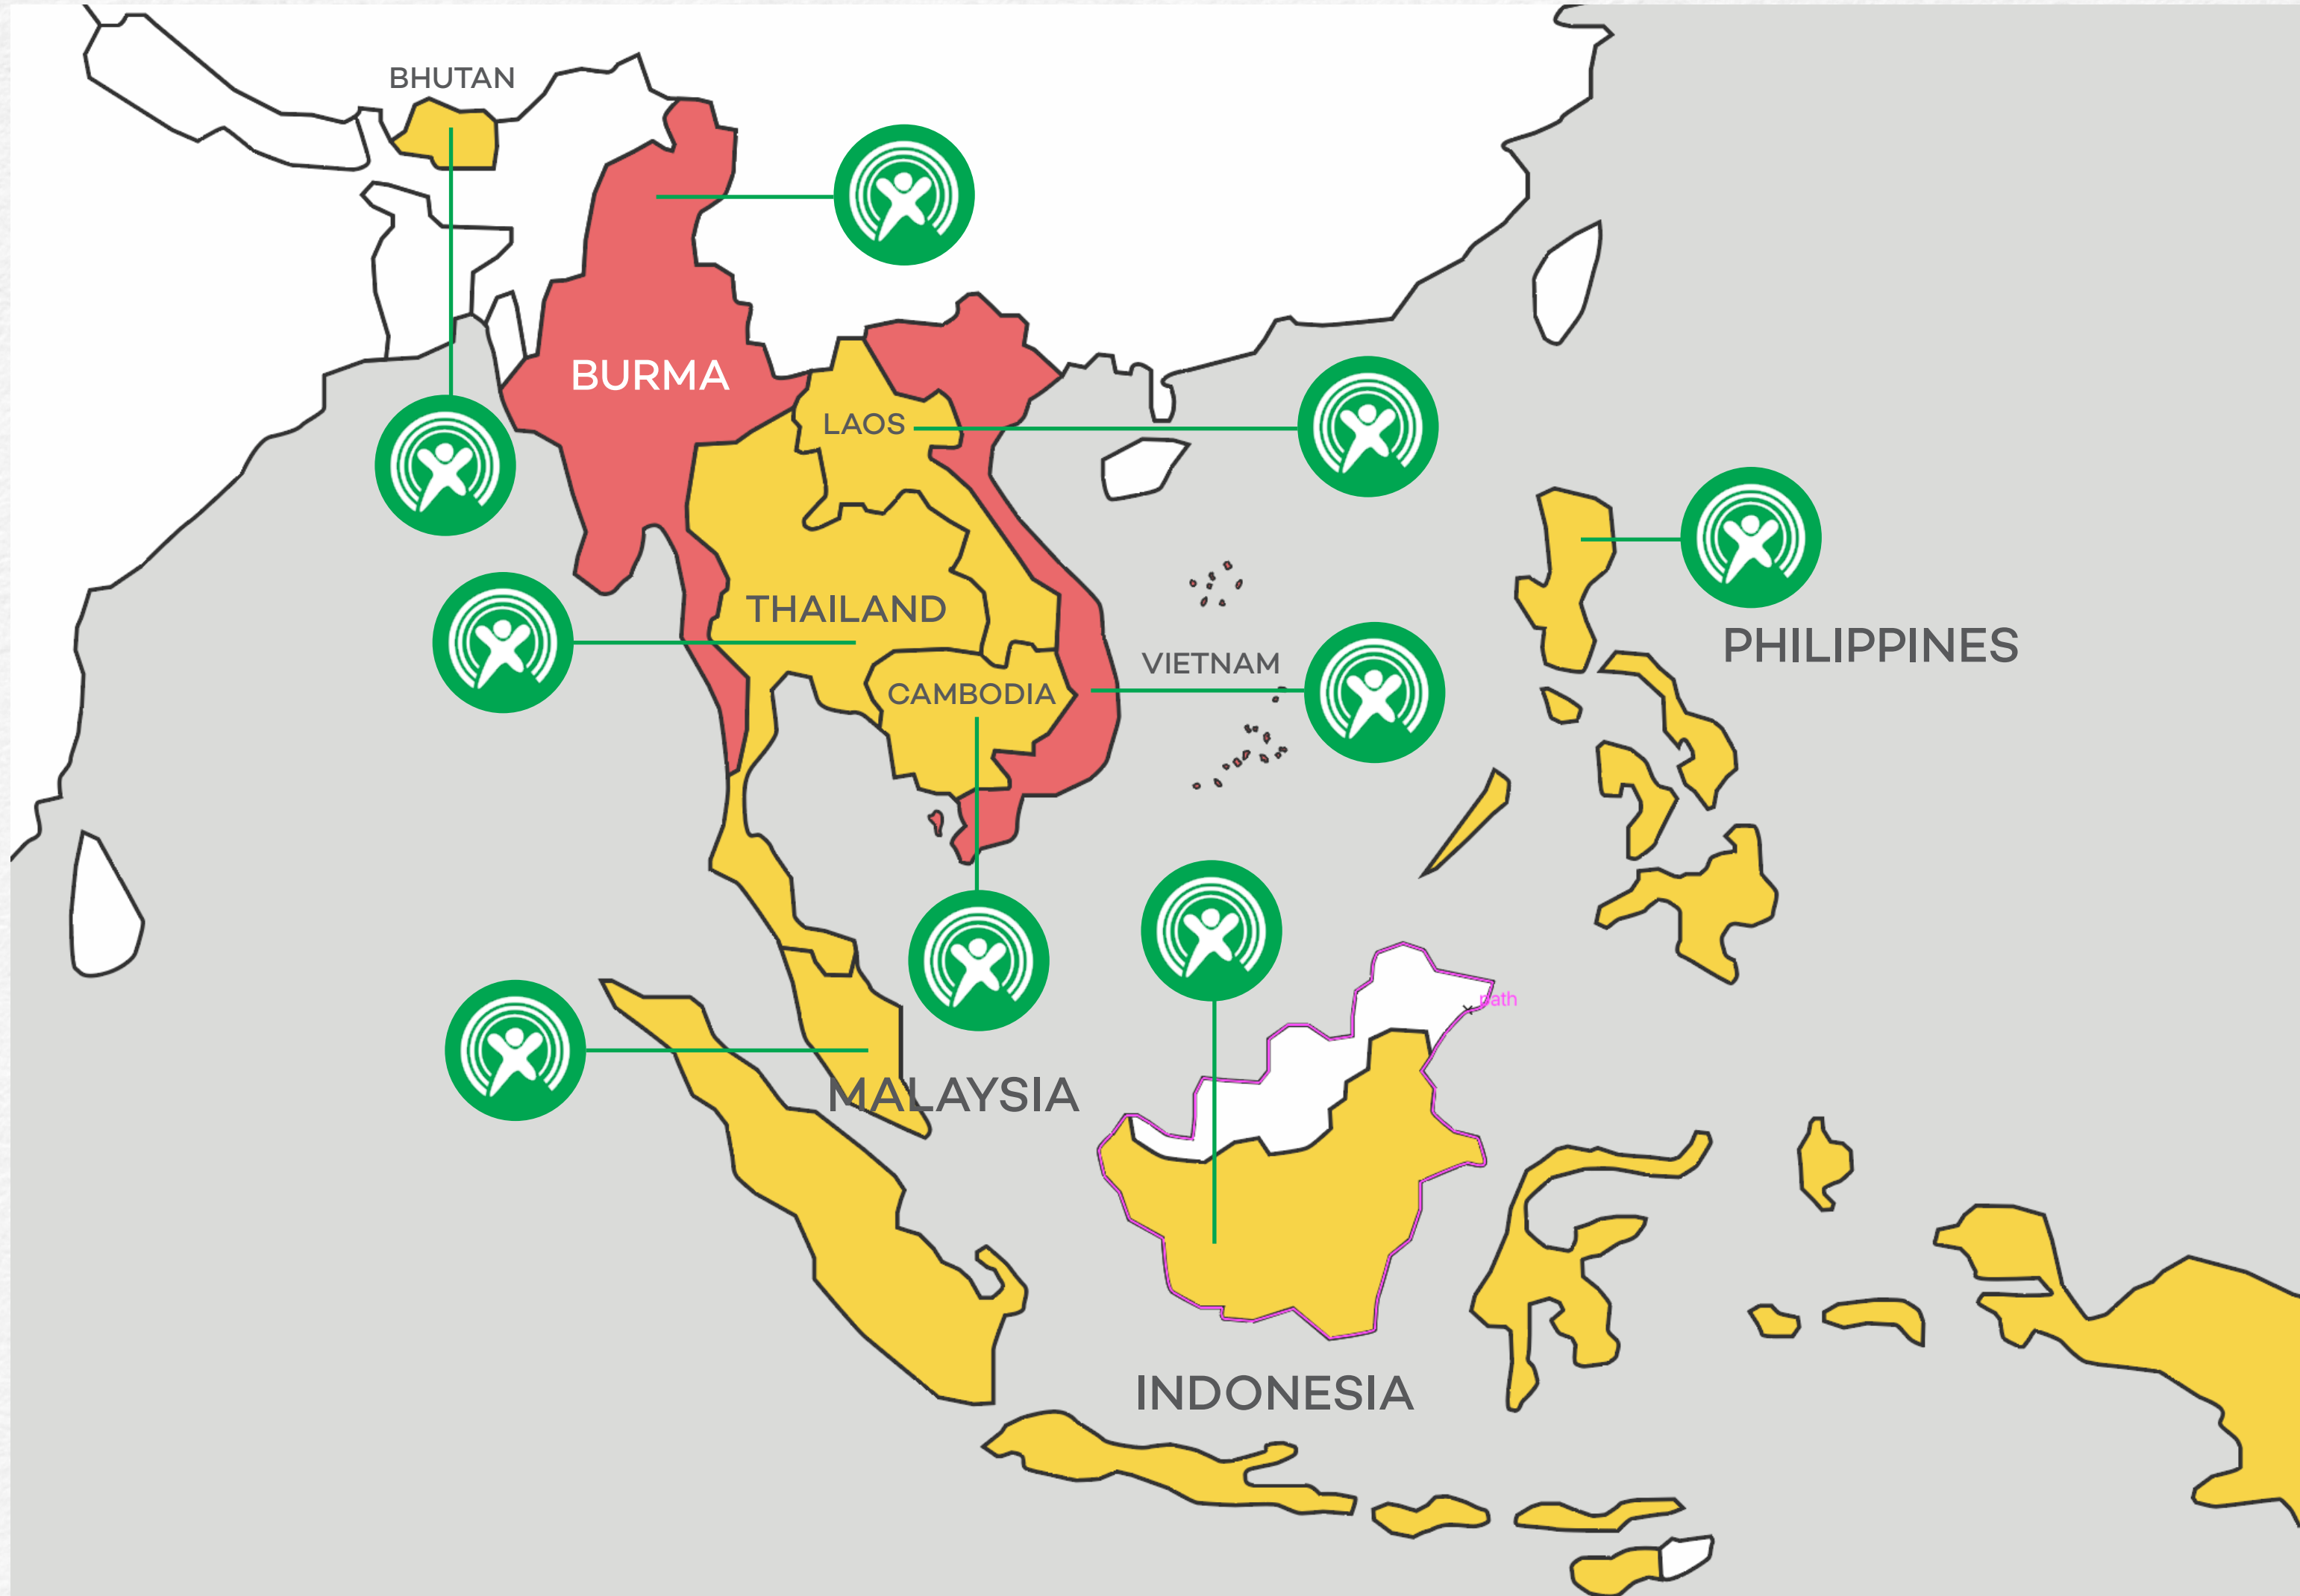 BHUTAN
BURMA
LAOS
THAILAND
PHILIPPINES
VIETNAM
CAMBODIA
path
MALAYSIA
INDONESIA